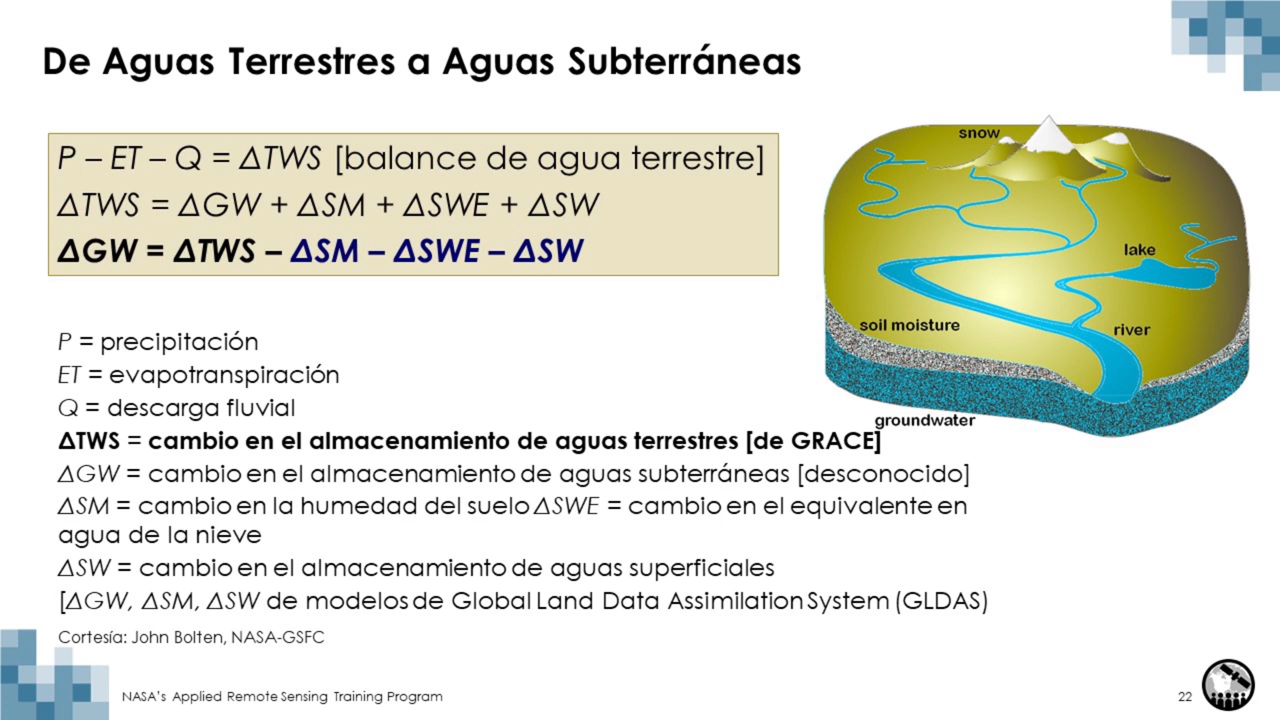 De Aguas Terrestres a Aguas Subterráneas
P – ET – Q = ΔTWS [balance de agua terrestre]
ΔTWS = ΔGW + ΔSM + ΔSWE + ΔSW
ΔGW = ΔTWS – ΔSM – ΔSWE – ΔSW
snow
lake
soil moisture
river
groundwater
P = precipitación
ET = evapotranspiración
Q = descarga fluvial
ΔTWS = cambio en el almacenamiento de aguas terrestres [de GRACE]
ΔGW = cambio en el almacenamiento de aguas subterráneas [desconocido]
ΔSM = cambio en la humedad del suelo ΔSWE = cambio en el equivalente en
agua de la nieve
ΔSW = cambio en el almacenamiento de aguas superficiales
[ΔGW, ΔSM, ΔSW de modelos de Global Land Data Assimilation System (GLDAS)
Cortesía: John Bolten, NASA-GSFC
NASA's Applied Remote Sensing Training Program
22